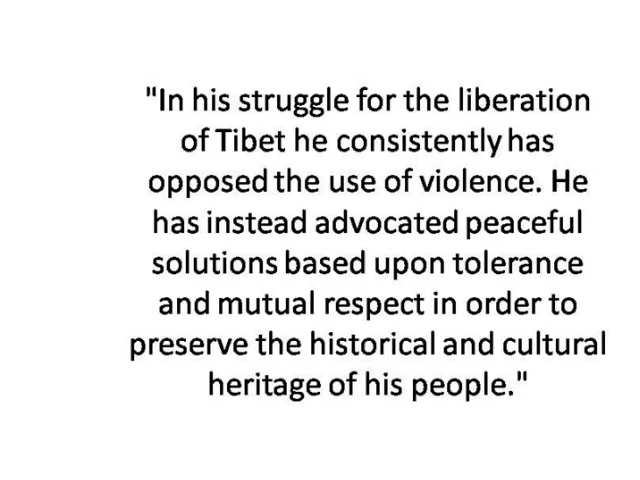 "In his struggle for the liberation
of Tibet he consistently has
opposed the use of violence. He
has instead advocated peaceful
solutions based upon tolerance
and mutual respect in order to
preserve the historical and cultural
heritage of his people."